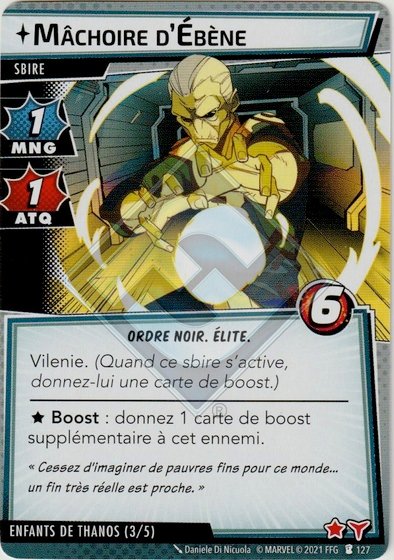 Mâchoire d'Ébène
SBIRE
1
MNG
1
ATQ
6
ORDRE NOIR. ÉLITE.
Vilenie. (Quand ce sbire s'active,
donnez-lui une carte de boost.)
★ Boost : donnez 1 carte de boost
supplémentaire à cet ennemi.
« Cessez d'imaginer de pauvres fins pour ce monde...
un fin très réelle est proche. »
ENFANTS DE THANOS (3/5)
Daniele Di Nicuola © MARVEL © 2021 FFG 127
®